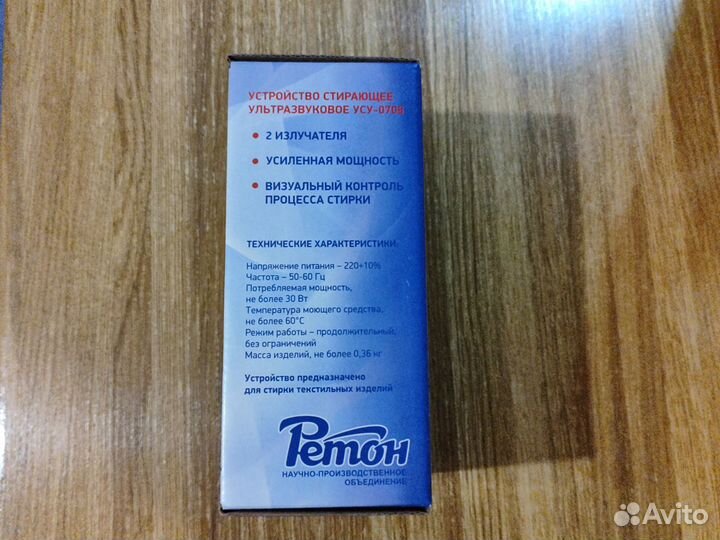 УСТРОЙСТВО СТИРАЮЩЕЕ
УЛЬТРАЗВУКОВОЕ УСУ-0708
• 2 ИЗЛУЧАТЕЛЯ
• УСИЛЕННАЯ МОЩНОСТЬ
• ВИЗУАЛЬНЫЙ КОНТРОЛЬ
ПРОЦЕССА СТИРКИ
ТЕХНИЧЕСКИЕ ХАРАКТЕРИСТИКИ:
Напряжение питания – 220+10%
Частота – 50-60 Гц
Потребляемая мощность,
не более 30 Вт
Температура моющего средства,
не более 60°С
Режим работы – продолжительный,
без ограничений
Масса изделий, не более 0,36 кг
Устройство предназначено
для стирки текстильных изделий
Ретон
НАУЧНО-ПРОИЗВОДСТВЕННОЕ
ОБЪЕДИНЕНИЕ
Avito